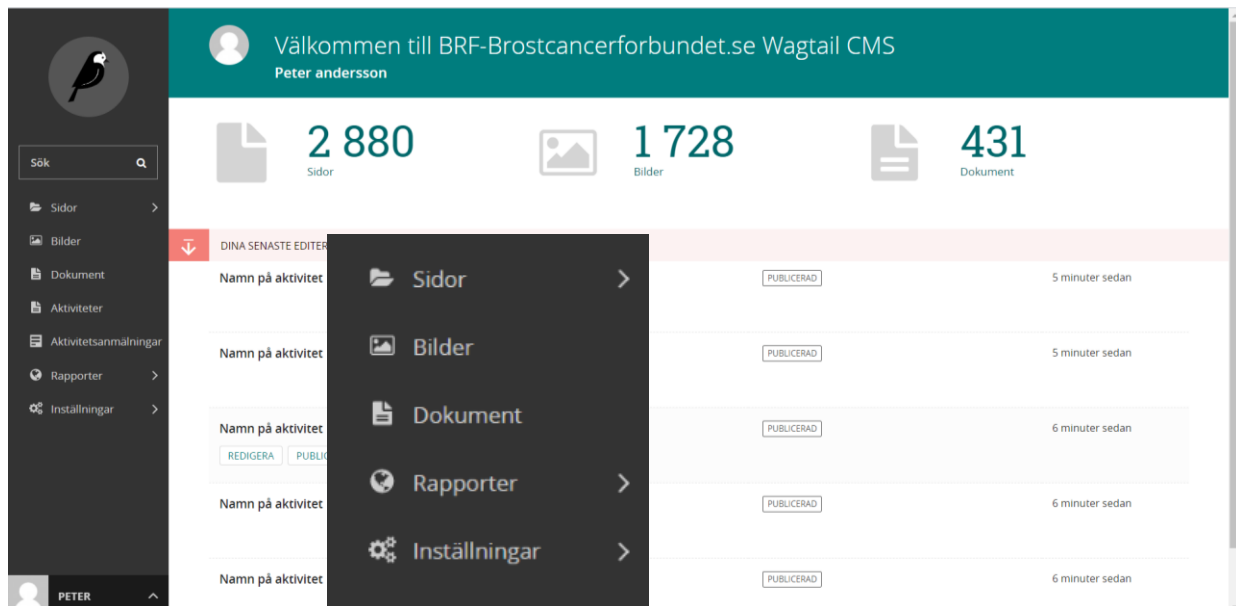 Välkommen till BRF-Brostcancerforbundet.se Wagtail CMS
Peter andersson
Sök
Sidor
Bilder
Dokument
Aktiviteter
Aktivitetsanmälningar
Rapporter
Inställningar
PETER
2 880
Sidor
1 728
Bilder
431
Dokument
DINA SENASTE
Namn på aktivitet PUBLICERAD 5 minuter sedan
Namn på aktivitet PUBLICERAD 5 minuter sedan
Namn på aktivitet PUBLICERAD 6 minuter sedan
REDIGERA
Namn på aktivitet PUBLICERAD 6 minuter sedan
Namn på aktivitet PUBLICERAD 6 minuter sedan
Sidor
Bilder
Dokument
Rapporter
Inställningar